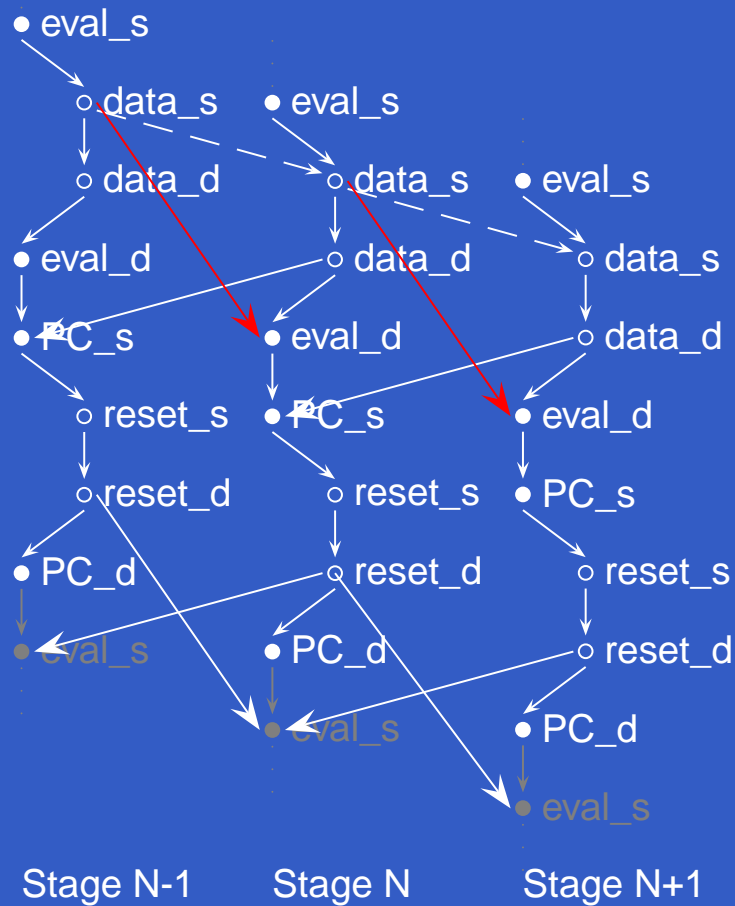 eval_s
data_s eval_s
data_d data_s eval_s
eval_d data_d data_s
PC_s eval_d data_d
reset_s PC_s eval_d
reset_d reset_s PC_s
PC_d reset_d reset_s
eval_s PC_d reset_d
eval_s PC_d
eval_s
Stage N-1 Stage N Stage N+1